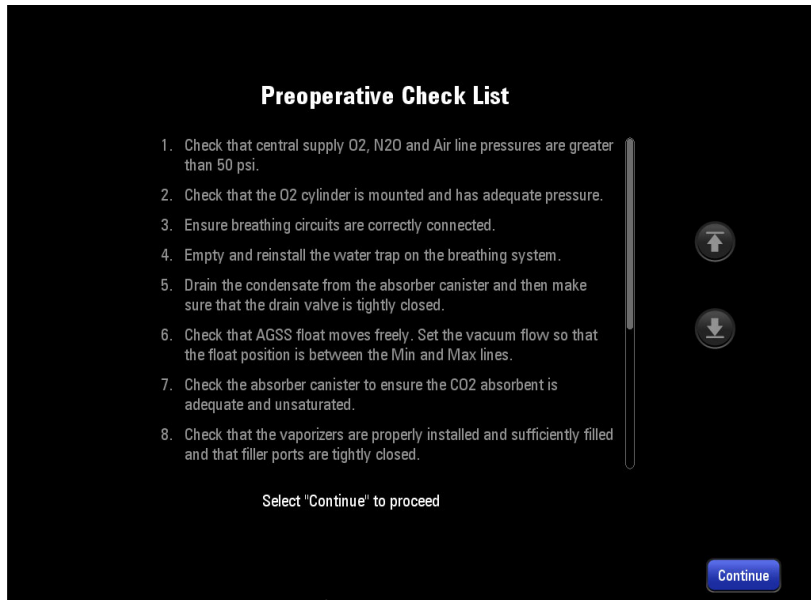 Preoperative Check List
1. Check that central supply O2, N2O and Air line pressures are greater
than 50 psi.
2. Check that the O2 cylinder is mounted and has adequate pressure.
3. Ensure breathing circuits are correctly connected.
4. Empty and reinstall the water trap on the breathing system.
5. Drain the condensate from the absorber canister and then make
sure that the drain valve is tightly closed.
6. Check that AGSS float moves freely. Set the vacuum flow so that
the float position is between the Min and Max lines.
7. Check the absorber canister to ensure the CO2 absorbent is
adequate and unsaturated.
8. Check that the vaporizers are properly installed and sufficiently filled
and that filler ports are tightly closed.
Select "Continue" to proceed
Continue